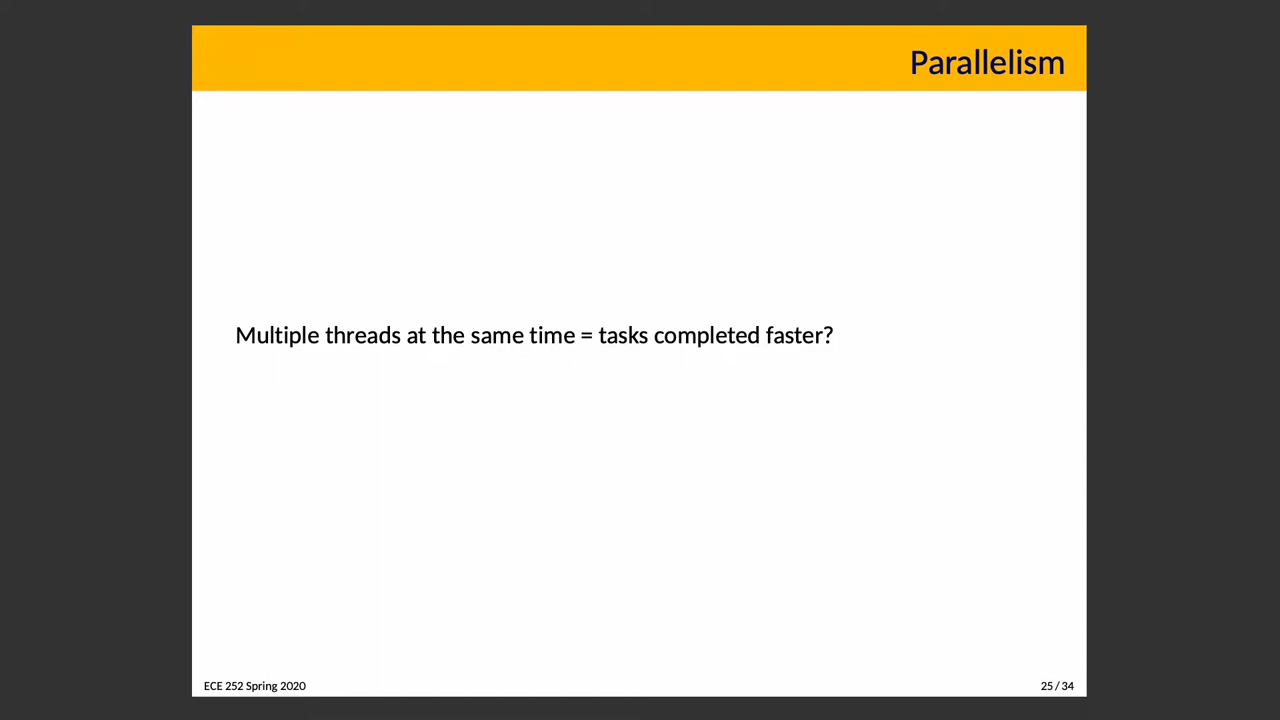 Parallelism
Multiple threads at the same time = tasks completed faster?
ECE 252 Spring 2020
25 / 34